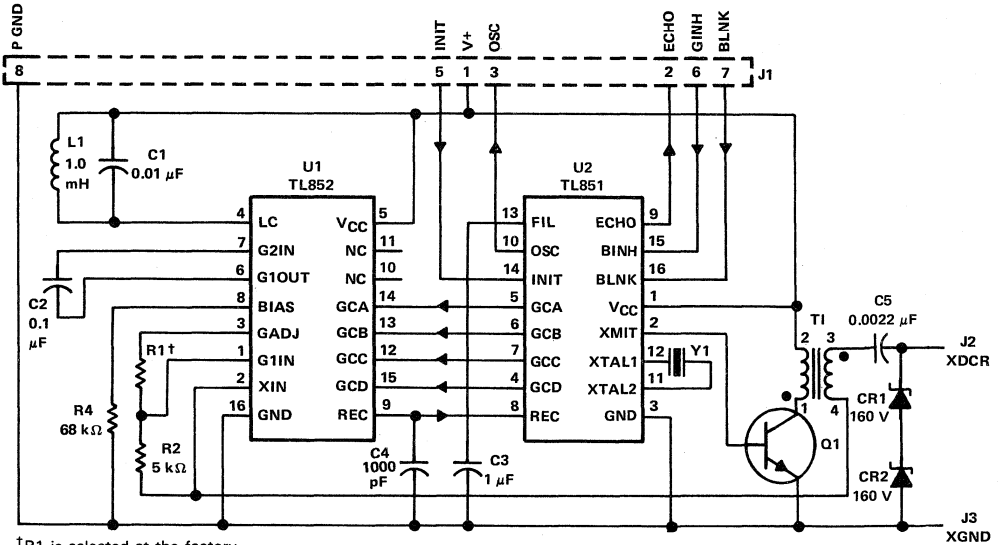 P GND
INIT
V+
OSC
ECHO
GINH
BLNK
8
5
1
3
2
6
7
J1
L1
1.0
mH
C1
0.01 μF
U1
TL852
U2
TL851
4 LC
VCC 5
7 G2IN
NC 11
6 G1OUT
NC 10
8 BIAS
GCA 14
3 GADJ
GCB 13
1 G1IN
GCC 12
2 XIN
GCD 15
16 GND
REC 9
13 FIL
ECHO 9
10 OSC
BINH 15
14 INIT
BLNK 16
5 GCA
VCC 1
6 GCB
XMIT 2
7 GCC
XTAL1 12
4 GCD
XTAL2 11
8 REC
GND 3
Y1
C2
0.1
μF
R1†
R4
68 kΩ
R2
5 kΩ
C4
1000
pF
C3
1 μF
TI
2 3
1 4
C5
0.0022 μF
J2
XDCR
CR1
160 V
Q1
CR2
160 V
J3
XGND
†R1 is selected at the factory